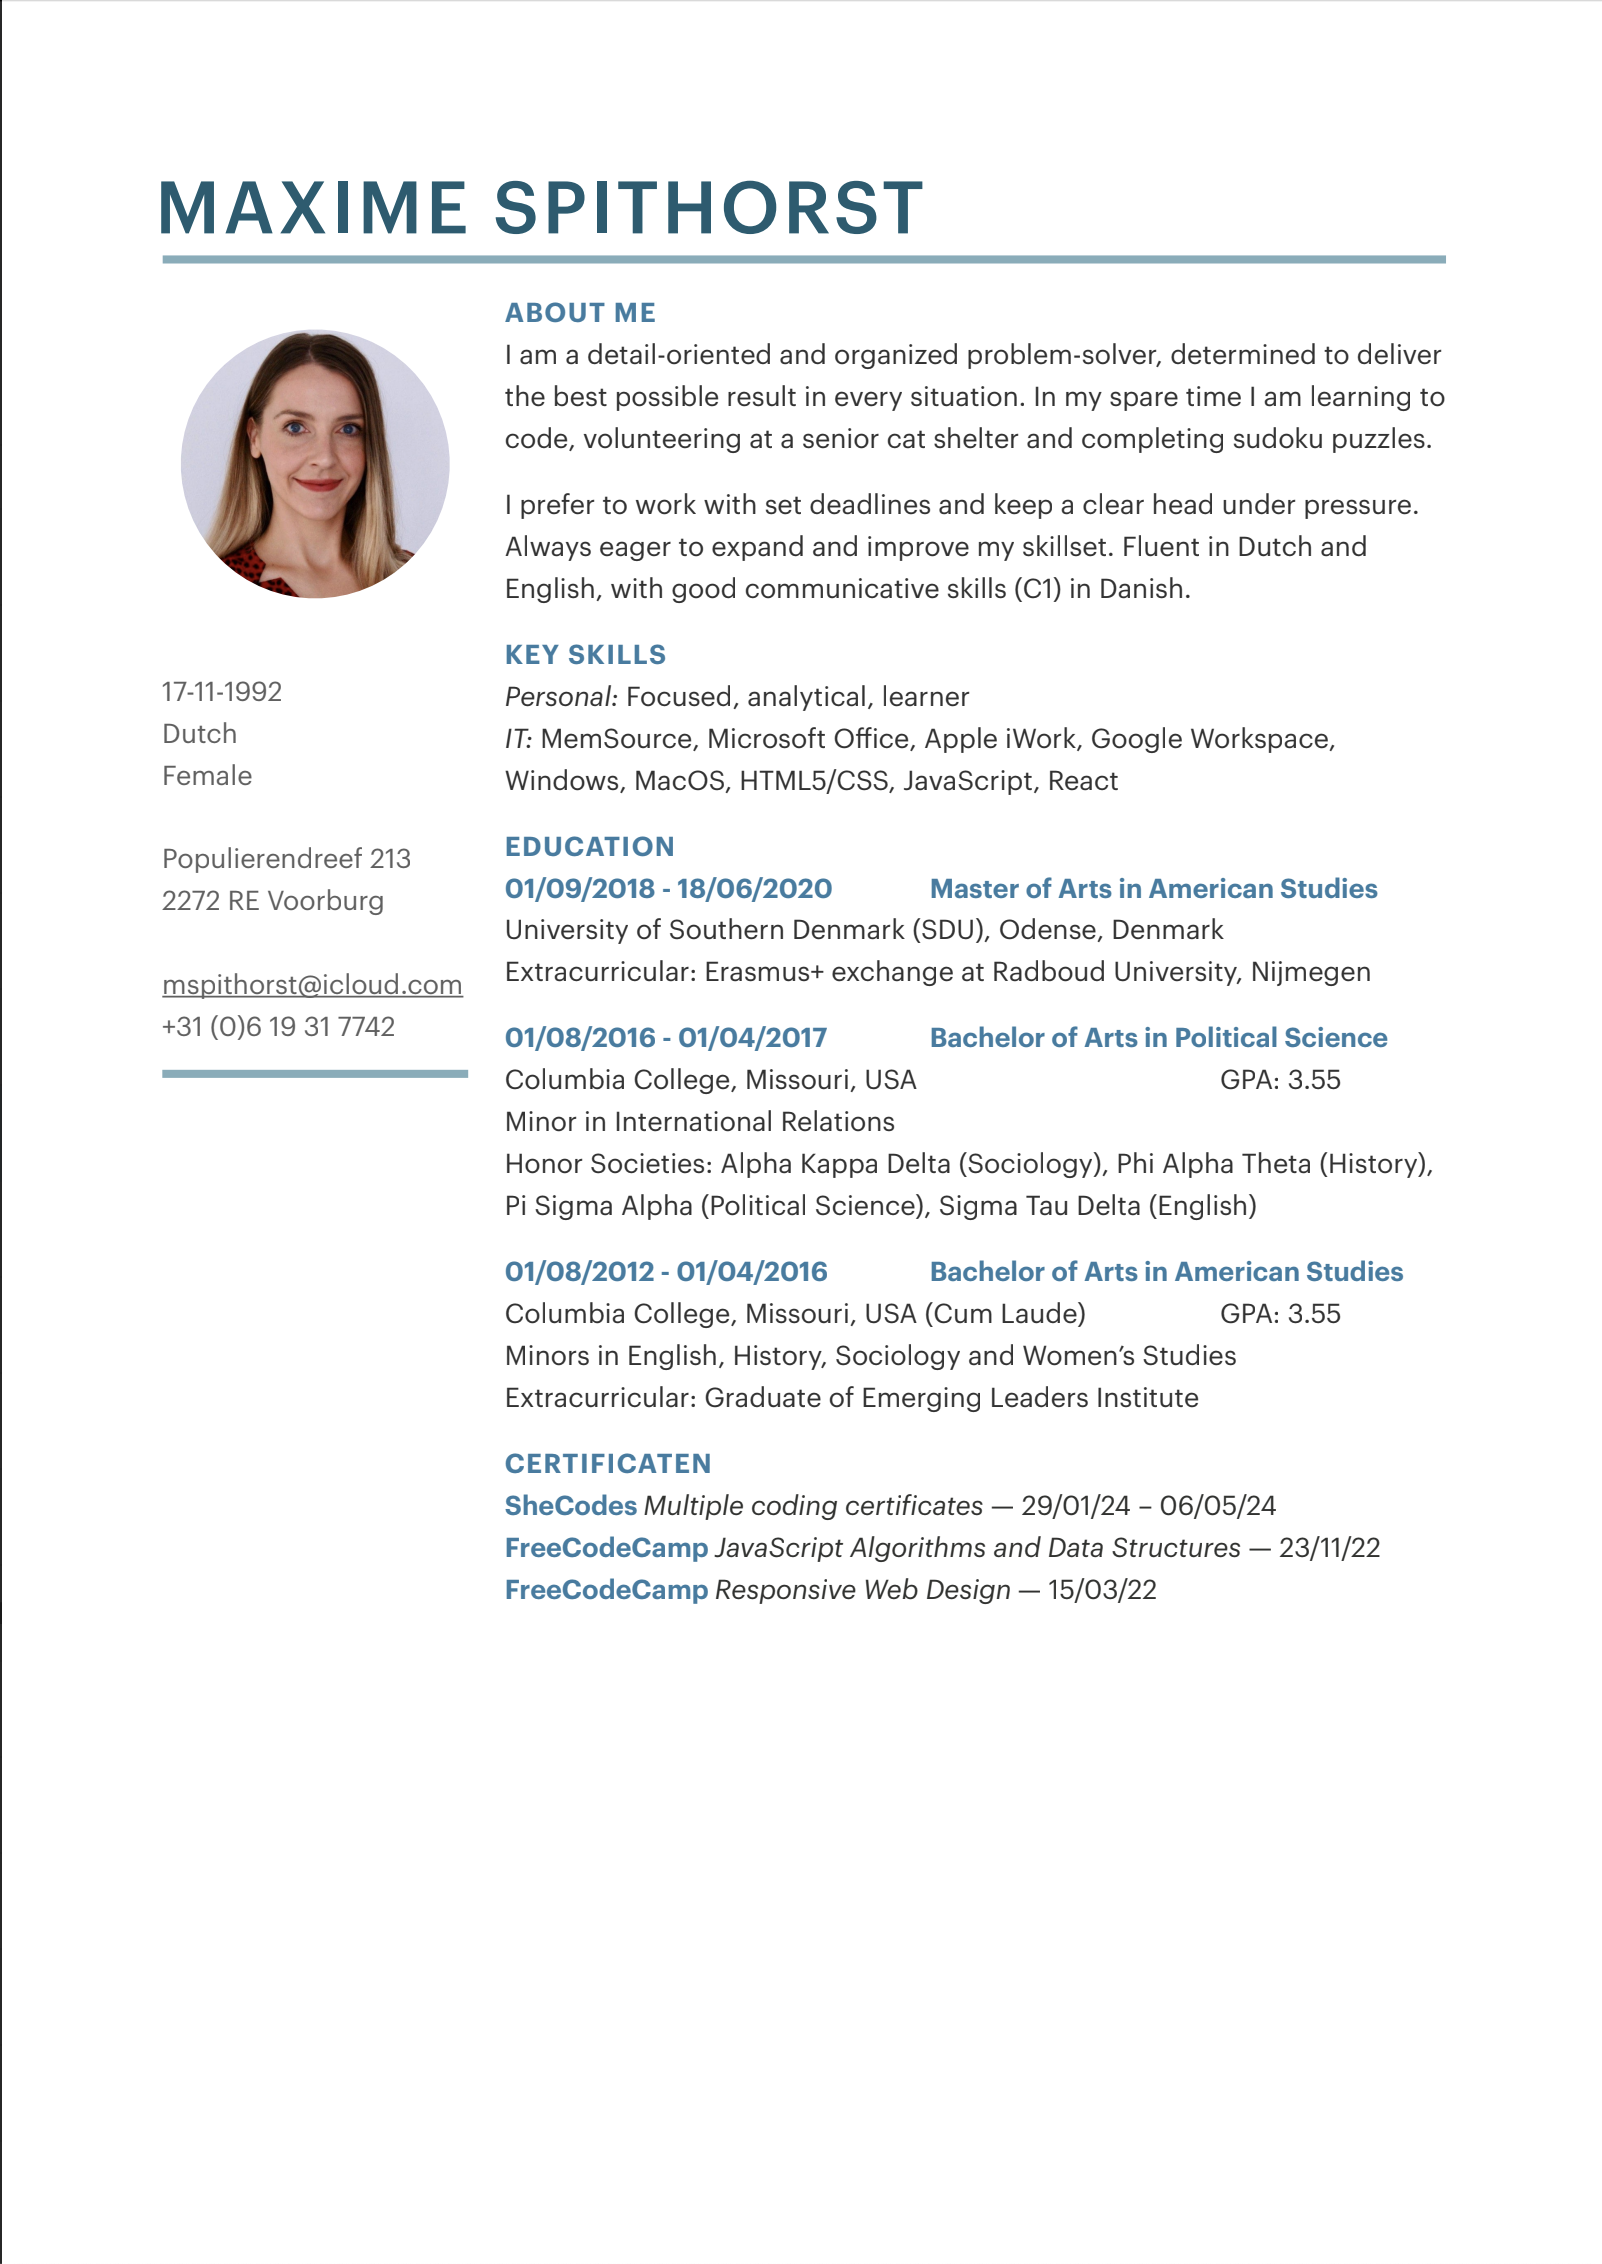 MAXIME SPITHORST
17-11-1992
Dutch
Female
Populierendreef 213
2272 RE Voorburg
mspithorst@icloud.com
+31 (0)6 19 31 7742
ABOUT ME
I am a detail-oriented and organized problem-solver, determined to deliver
the best possible result in every situation. In my spare time I am learning to
code, volunteering at a senior cat shelter and completing sudoku puzzles.
I prefer to work with set deadlines and keep a clear head under pressure.
Always eager to expand and improve my skillset. Fluent in Dutch and
English, with good communicative skills (C1) in Danish.
KEY SKILLS
Personal: Focused, analytical, learner
IT: MemSource, Microsoft Office, Apple iWork, Google Workspace,
Windows, MacOS, HTML5/CSS, JavaScript, React
EDUCATION
01/09/2018 - 18/06/2020 Master of Arts in American Studies
University of Southern Denmark (SDU), Odense, Denmark
Extracurricular: Erasmus+ exchange at Radboud University, Nijmegen
01/08/2016 - 01/04/2017 Bachelor of Arts in Political Science
Columbia College, Missouri, USA GPA: 3.55
Minor in International Relations
Honor Societies: Alpha Kappa Delta (Sociology), Phi Alpha Theta (History),
Pi Sigma Alpha (Political Science), Sigma Tau Delta (English)
01/08/2012 - 01/04/2016 Bachelor of Arts in American Studies
Columbia College, Missouri, USA (Cum Laude) GPA: 3.55
Minors in English, History, Sociology and Women’s Studies
Extracurricular: Graduate of Emerging Leaders Institute
CERTIFICATEN
SheCodes Multiple coding certificates — 29/01/24 – 06/05/24
FreeCodeCamp JavaScript Algorithms and Data Structures — 23/11/22
FreeCodeCamp Responsive Web Design — 15/03/22